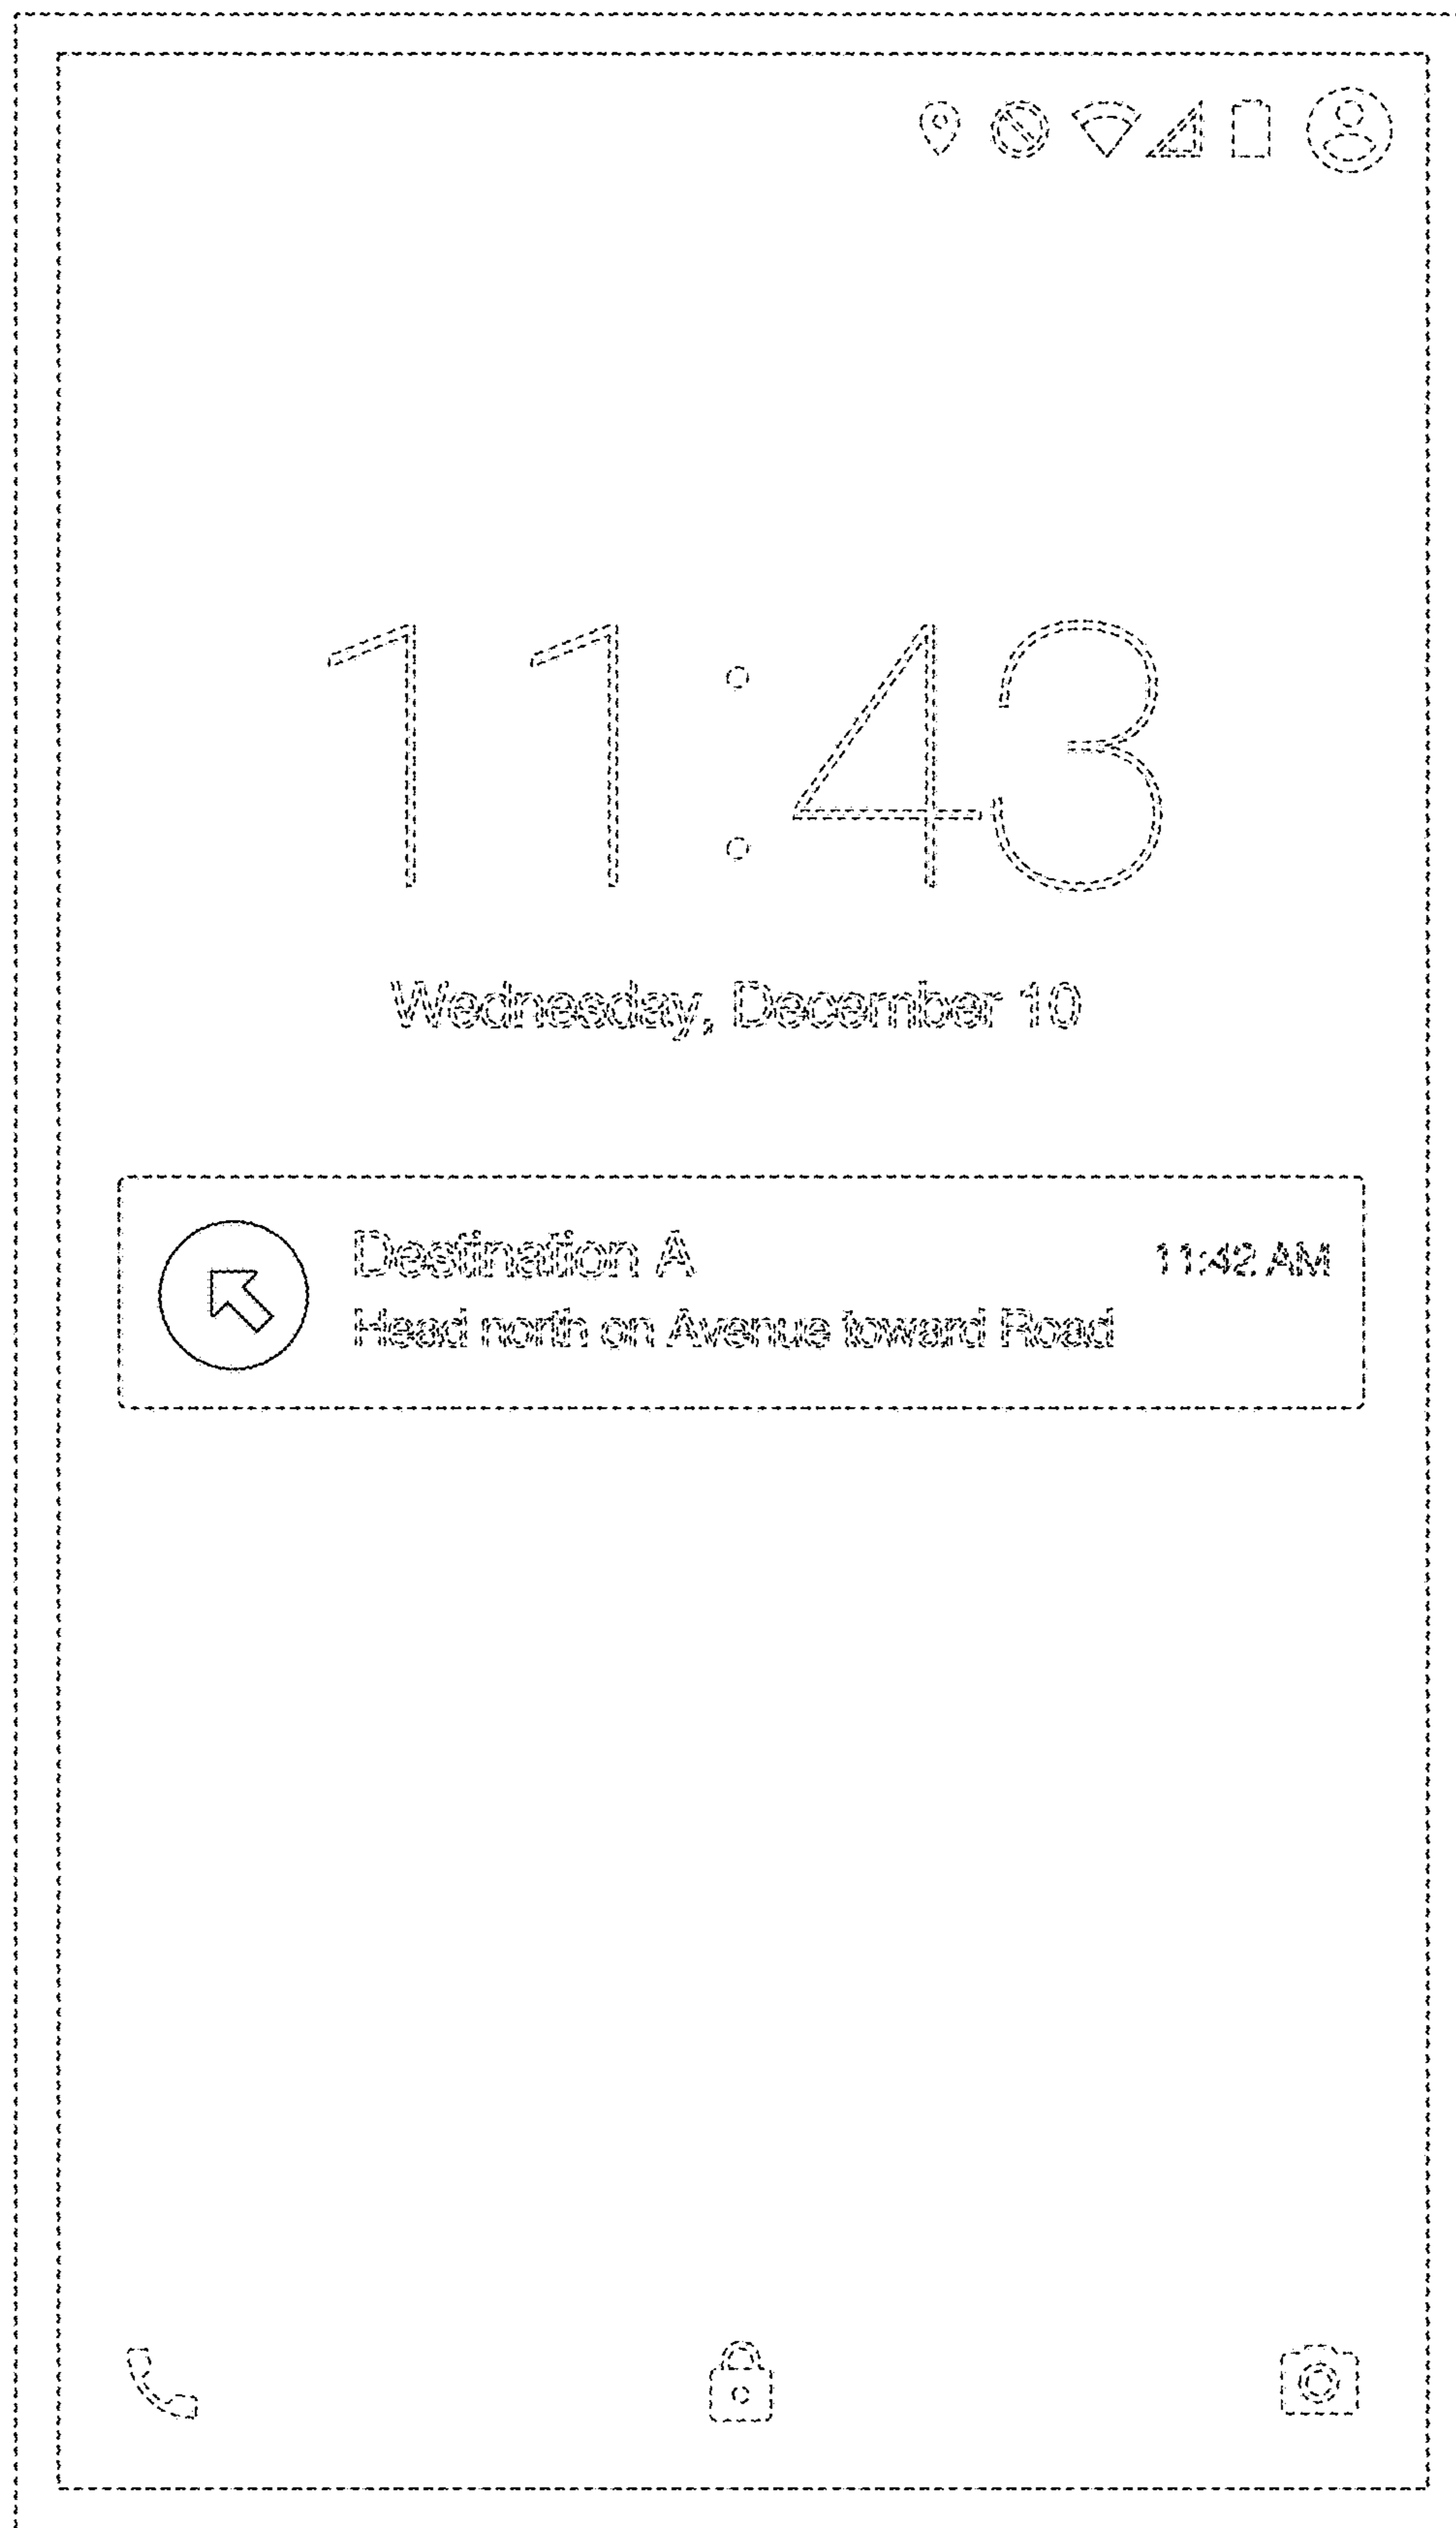 11:43
Wednesday, December 10
Destination A 11:42 AM
Head north on Avenue toward Road